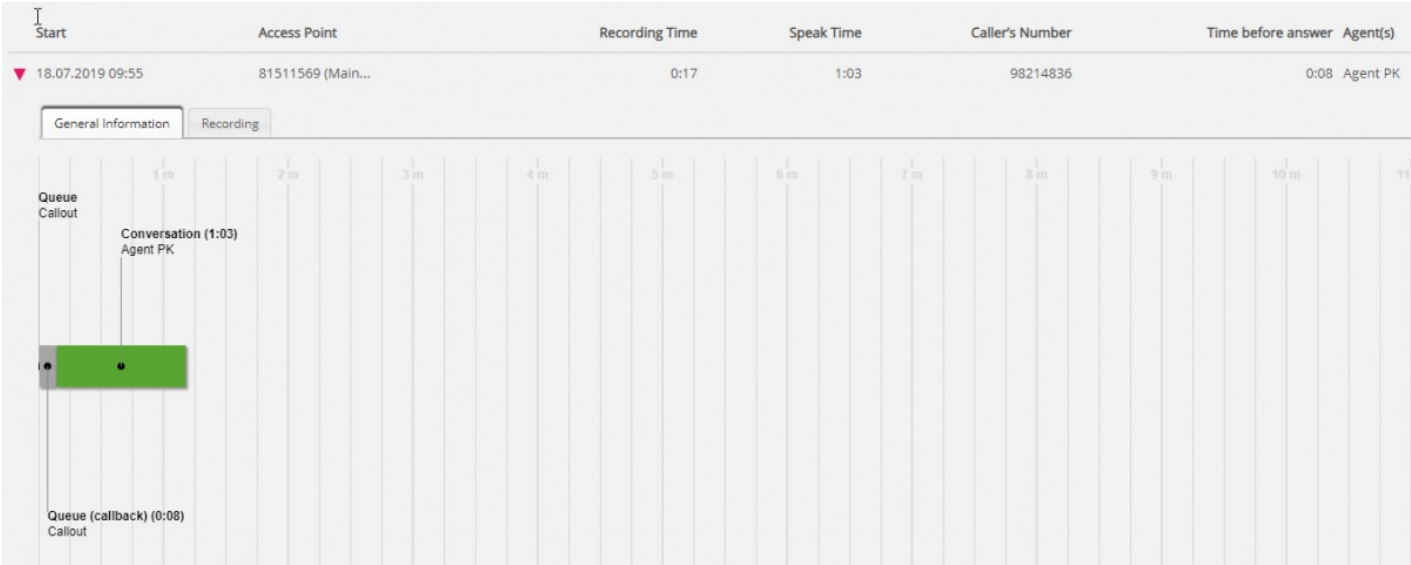 Start Access Point Recording Time Speak Time Caller's Number Time before answer Agent(s)
18.07.2019 09:55 81511569 (Main... 0:17 1:03 98214836 0:08 Agent PK
General Information Recording
1 m 2 m 3 m 4 m 5 m 6 m 7 m 8 m 9 m 10 m 11
Queue
Callout
Conversation (1:03)
Agent PK
Queue (callback) (0:08)
Callout